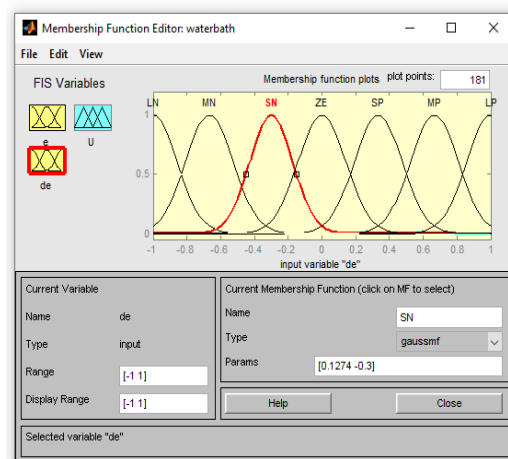 Membership Function Editor: waterbath
File Edit View
FIS Variables
e
U
de
Membership function plots plot points: 181
LN MN SN ZE SP MP LP
1
0.5
0
-1 -0.8 -0.6 -0.4 -0.2 0 0.2 0.4 0.6 0.8 1
input variable "de"
Current Variable
Name de
Type input
Range [-1 1]
Display Range [-1 1]
Current Membership Function (click on MF to select)
Name SN
Type gaussmf
Params [0.1274 -0.3]
Help Close
Selected variable "de"